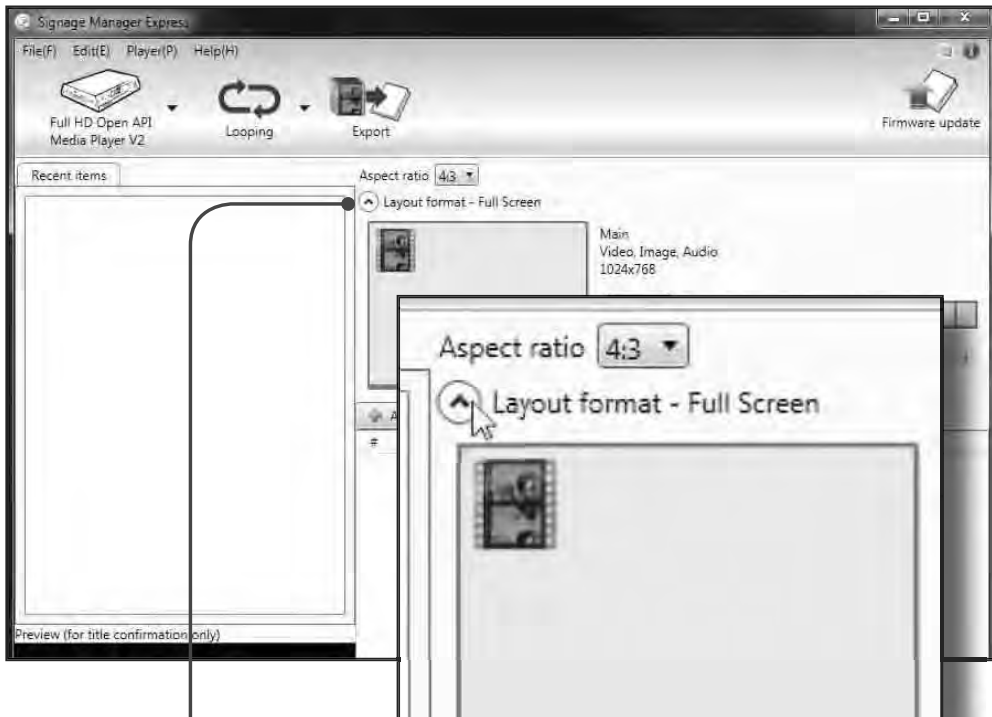 Signage Manager Express
File(F) Edit(E) Player(P) Help(H)
Full HD Open API
Media Player V2
Looping
Export
Firmware update
Recent items
Aspect ratio 4:3
Layout format - Full Screen
Main
Video, Image, Audio
1024x768
A
#
Preview (for title confirmation only)
Aspect ratio 4:3
Layout format - Full Screen